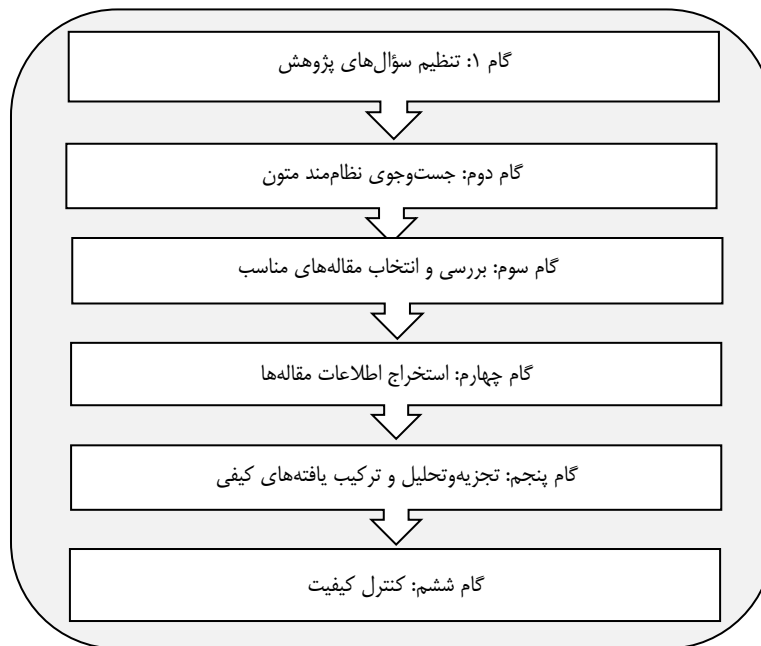 گام ۱: تنظیم سؤال‌های پژوهش
گام دوم: جست‌وجوی نظام‌مند متون
گام سوم: بررسی و انتخاب مقاله‌های مناسب
گام چهارم: استخراج اطلاعات مقاله‌ها
گام پنجم: تجزیه‌وتحلیل و ترکیب یافته‌های کیفی
گام ششم: کنترل کیفیت